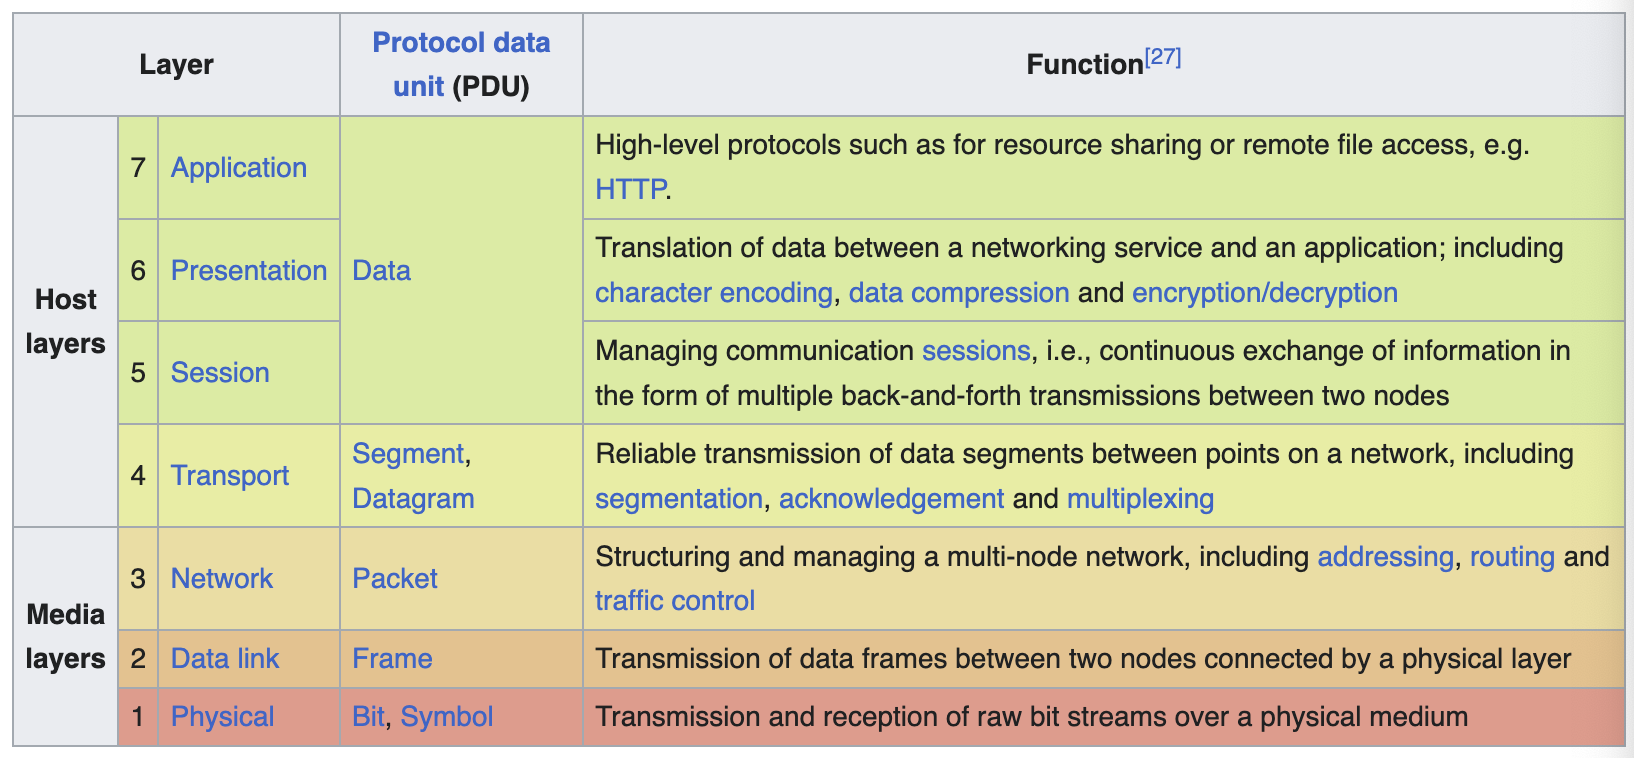 Layer
Protocol data
unit (PDU)
Function[27]
Host
layers
7
Application
Data
High-level protocols such as for resource sharing or remote file access, e.g.
HTTP.
6
Presentation
Translation of data between a networking service and an application; including
character encoding, data compression and encryption/decryption
5
Session
Managing communication sessions, i.e., continuous exchange of information in
the form of multiple back-and-forth transmissions between two nodes
4
Transport
Segment,
Datagram
Reliable transmission of data segments between points on a network, including
segmentation, acknowledgement and multiplexing
Media
layers
3
Network
Packet
Structuring and managing a multi-node network, including addressing, routing and
traffic control
2
Data link
Frame
Transmission of data frames between two nodes connected by a physical layer
1
Physical
Bit, Symbol
Transmission and reception of raw bit streams over a physical medium